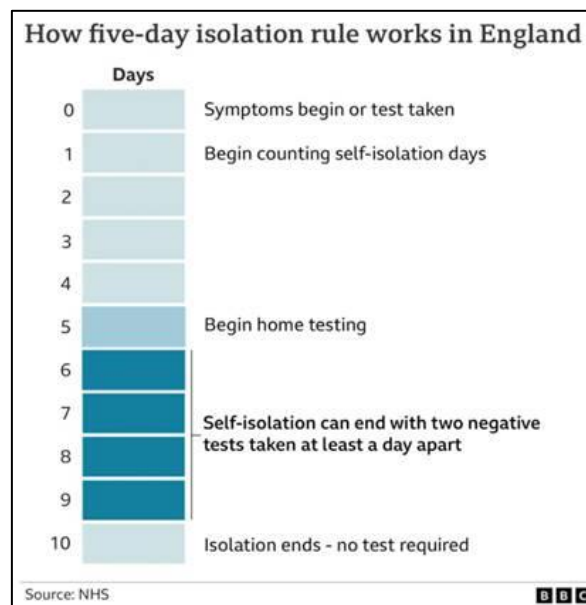 How five-day isolation rule works in England
Days
0 Symptoms begin or test taken
1 Begin counting self-isolation days
2
3
4
5 Begin home testing
6
7
Self-isolation can end with two negative
tests taken at least a day apart
8
9
10 Isolation ends - no test required
Source: NHS
BBC